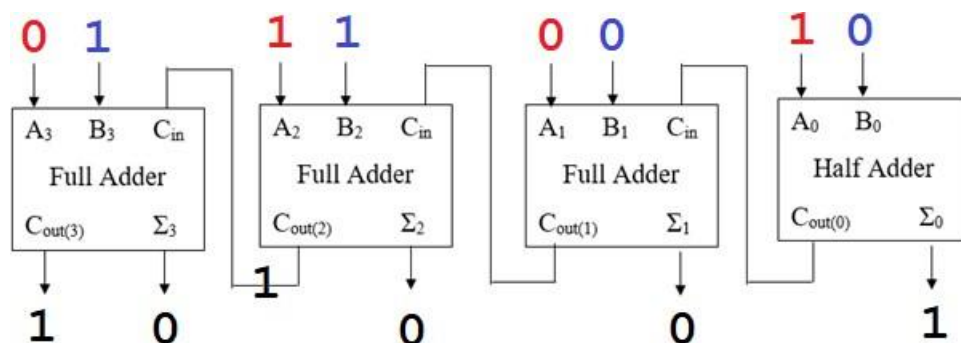 0 1 1 1 0 0 1 0
A3 B3 Cin A2 B2 Cin A1 B1 Cin A0 B0
Full Adder Full Adder Full Adder Half Adder
Cout(3) Σ3 Cout(2) Σ2 Cout(1) Σ1 Cout(0) Σ0
1
1 0 0 0 1